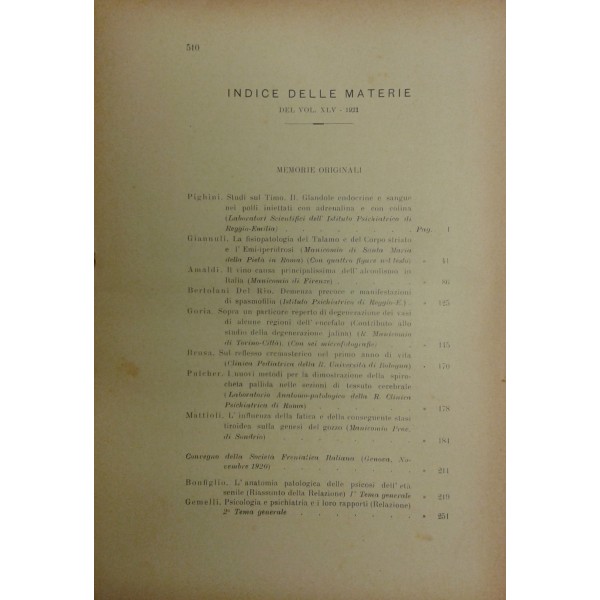 510
INDICE DELLE MATERIE
DEL VOL. XLV - 1921
MEMORIE ORIGINALI
Pighini. Studi sul Timo. II. Glandole endocrine e sangue
nei polli iniettati con adrenalina e con colina
(Laboratori Scientifici dell' Istituto Psichiatrico di
Reggio-Emilia) . . . . . . Pag. 1
Giannuli. La fisiopatologia del Talamo e del Corpo striato
e l' Emi-ipertrofia (Manicomio di Santa Maria
della Pietà in Roma) (Con quattro figure nel testo) » 41
Amaldi. Il vino causa principalissima dell' alcoolismo in
Italia (Manicomio di Firenze) . . . . » 86
Bertolani Del Rio. Demenza precoce e manifestazioni
di spasmofilia (Istituto Psichiatrico di Reggio-E.) . » 125
Goria. Sopra un particolare reperto di degenerazione dei vasi
di alcune regioni dell' encefalo (Contributo allo
studio della degenerazione jalina) (R. Manicomio
di Torino-Città). (Con sei microfotografie) . . » 145
Sul riflesso cremasterico nel primo anno di vita
(Clinica Pediatrica della R. Università di Bologna) » 170
I nuovi metodi per la dimostrazione della spiro-
cheta pallida nelle sezioni di tessuto cerebrale
(Laboratorio Anatomo-patologico della R. Clinica
Psichiatrica di Roma) . . . . . » 178
Mattioli. L' influenza della fatica e della conseguente stasi
tiroidea sulla genesi del gozzo (Manicomio Prov.
di Sondrio) . . . . . . » 184
Convegno della Società Freniatrica Italiana (Genova, No-
vembre 1920) . . . . . . » 211
Bonfiglio. L' anatomia patologica delle psicosi dell' età
senile (Riassunto della Relazione) 1° Tema generale » 219
Gemelli. Psicologia e psichiatria e i loro rapporti (Relazione)
2° Tema generale . . . . . . » 251